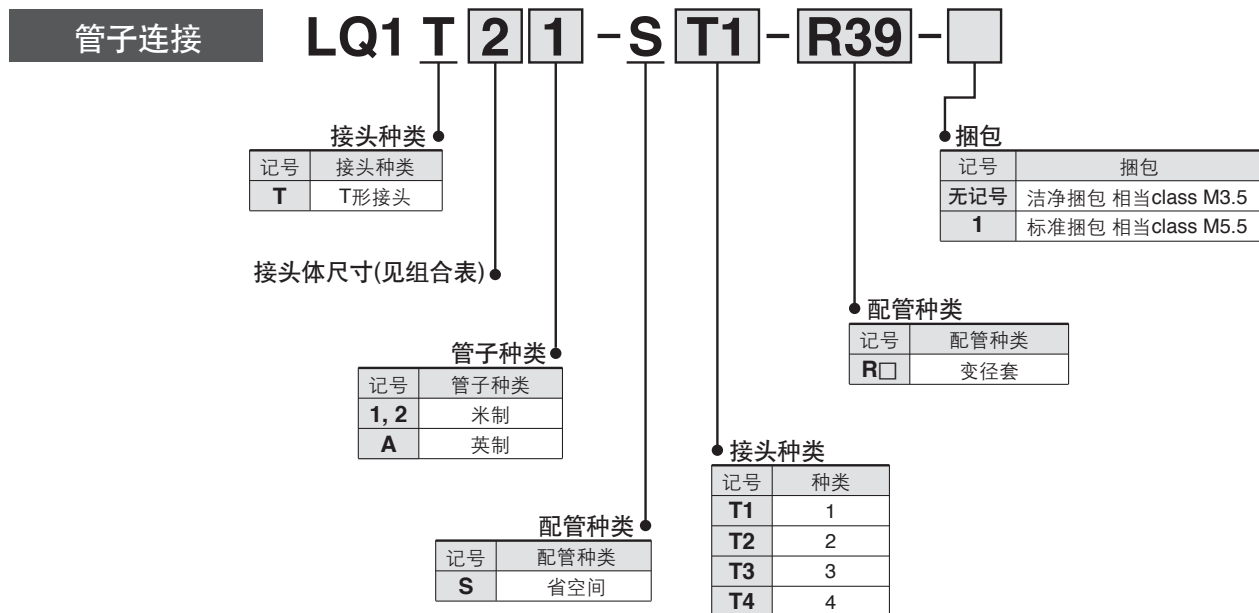 管子连接
LQ1 T 2 1 - S T1 - R39 - □
接头种类
记号 接头种类
T T形接头
捆包
记号 捆包
无记号 洁净捆包 相当class M3.5
1 标准捆包 相当class M5.5
接头体尺寸(见组合表)
配管种类
记号 配管种类
R□ 变径套
管子种类
记号 管子种类
1, 2 米制
A 英制
接头种类
记号 种类
T1 1
T2 2
T3 3
T4 4
配管种类
记号 配管种类
S 省空间